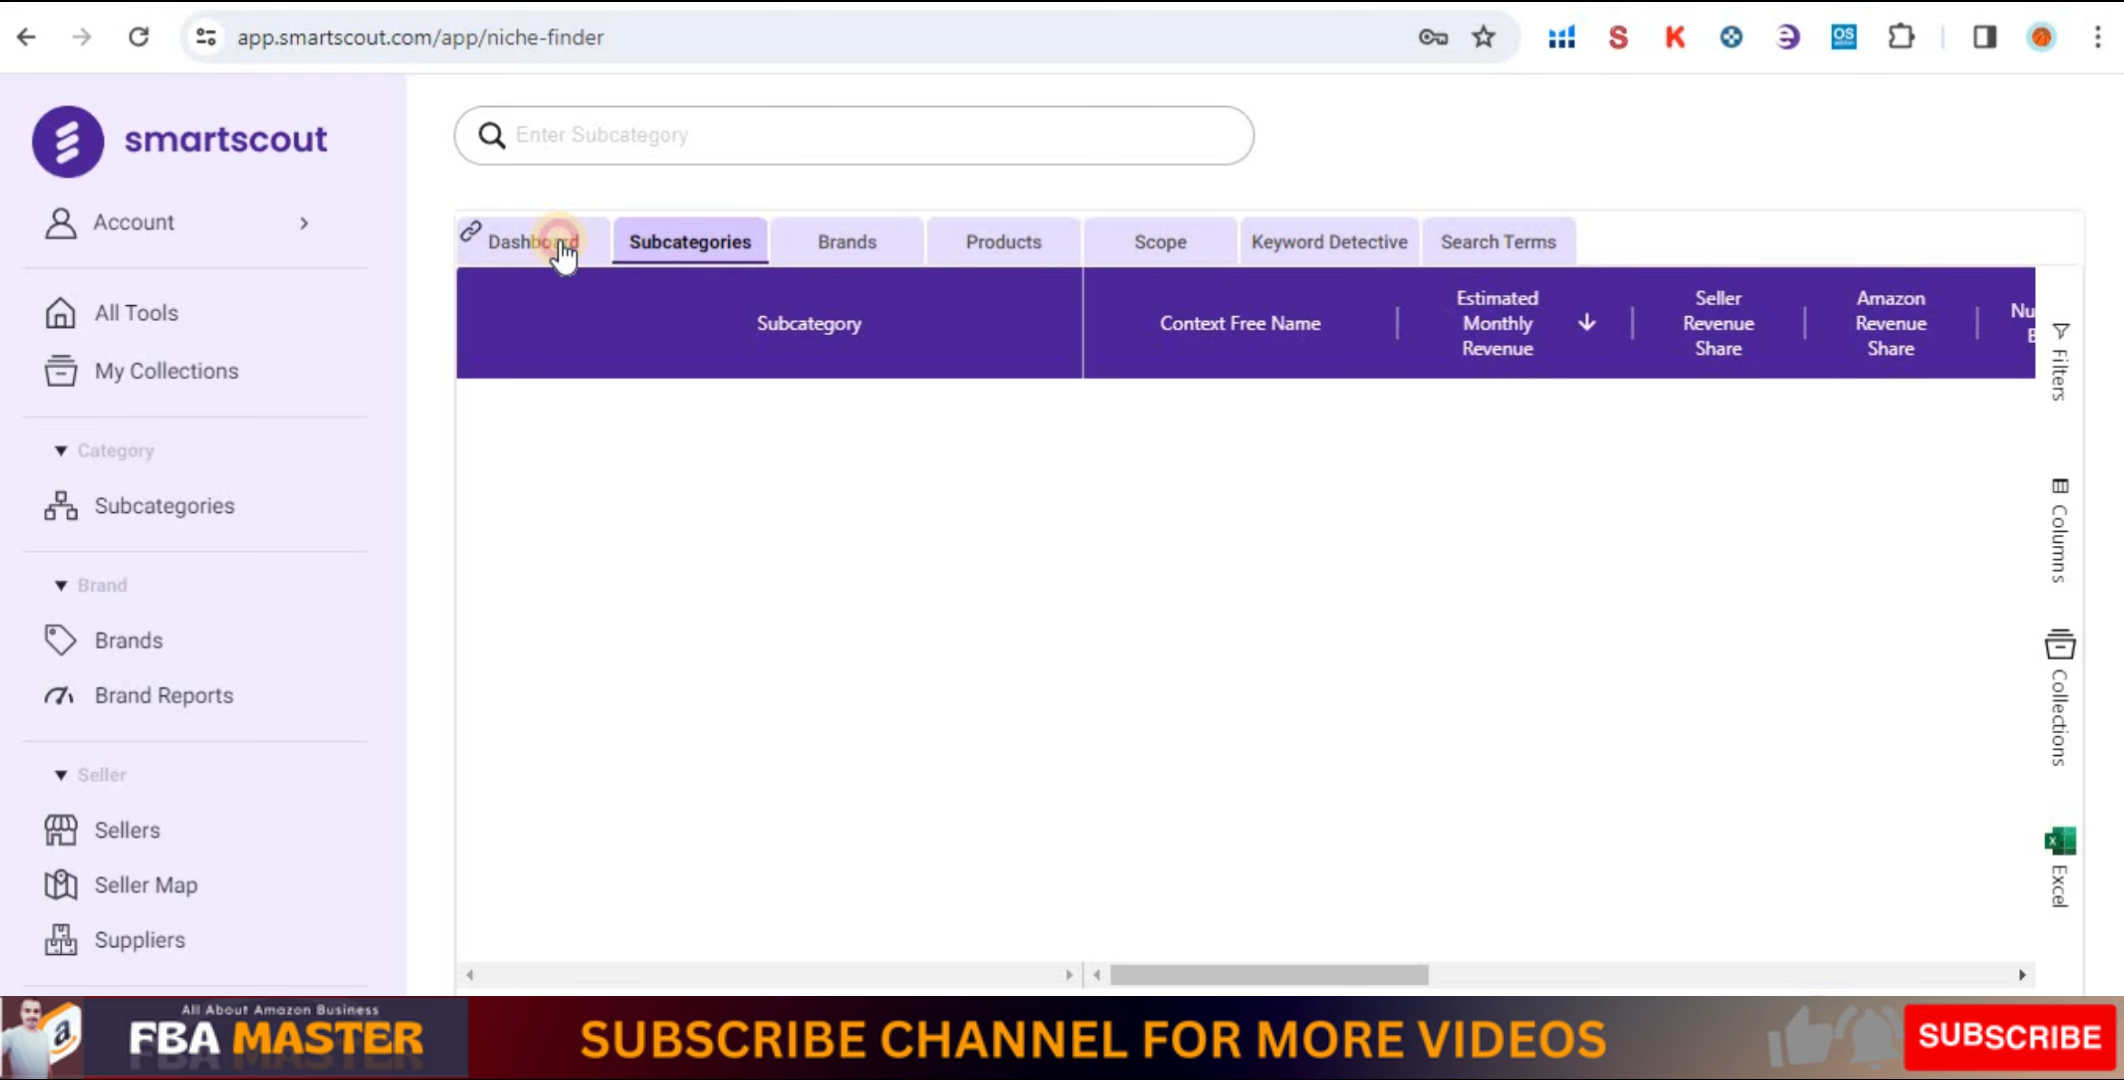 app.smartscout.com/app/niche-finder
S
K
OS
smartscout
Enter Subcategory
Account
Dashboard
Subcategories
Brands
Products
Scope
Keyword Detective
Search Terms
Subcategory
Context Free Name
Estimated
Monthly
Revenue
Seller
Revenue
Share
Amazon
Revenue
Share
Nu
Filters
Columns
Collections
Excel
All Tools
My Collections
Category
Subcategories
Brand
Brands
Brand Reports
Seller
Sellers
Seller Map
Suppliers
All About Amazon Business
FBA MASTER
SUBSCRIBE CHANNEL FOR MORE VIDEOS
SUBSCRIBE